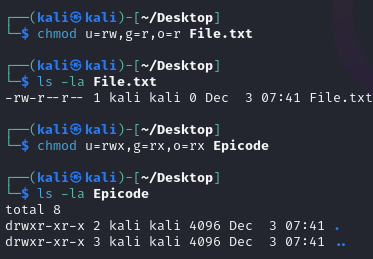 ┌──(kali㉿kali)-[~/Desktop]
└─$ chmod u=rw,g=r,o=r File.txt
┌──(kali㉿kali)-[~/Desktop]
└─$ ls -la File.txt
-rw-r--r-- 1 kali kali 0 Dec  3 07:41 File.txt
┌──(kali㉿kali)-[~/Desktop]
└─$ chmod u=rwx,g=rx,o=rx Epicode
┌──(kali㉿kali)-[~/Desktop]
└─$ ls -la Epicode
total 8
drwxr-xr-x 2 kali kali 4096 Dec  3 07:41 .
drwxr-xr-x 3 kali kali 4096 Dec  3 07:41 ..